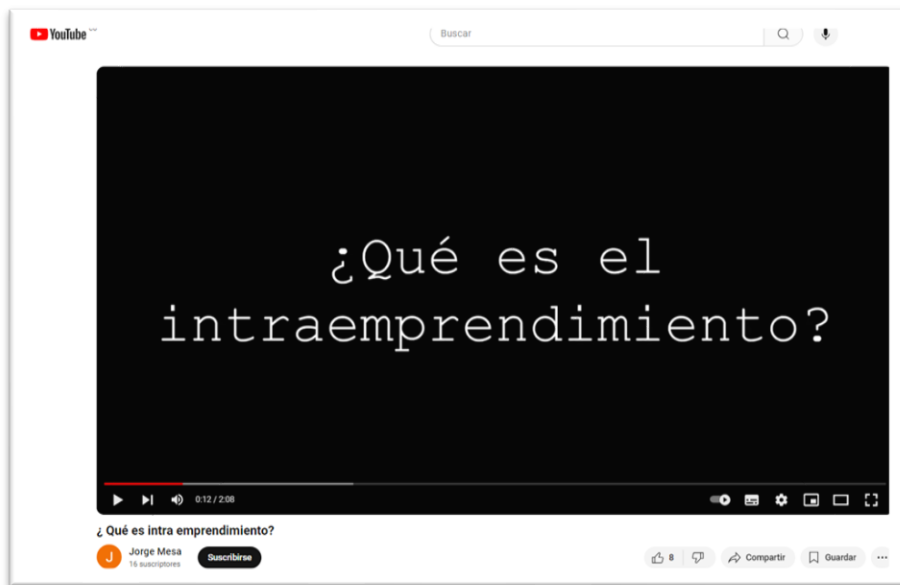 YouTube
Buscar
¿Qué es el
intraemprendimiento?
0:12 / 2:08
¿ Qué es intra emprendimiento?
J
Jorge Mesa
16 suscriptores
Suscribirse
8
Compartir
Guardar